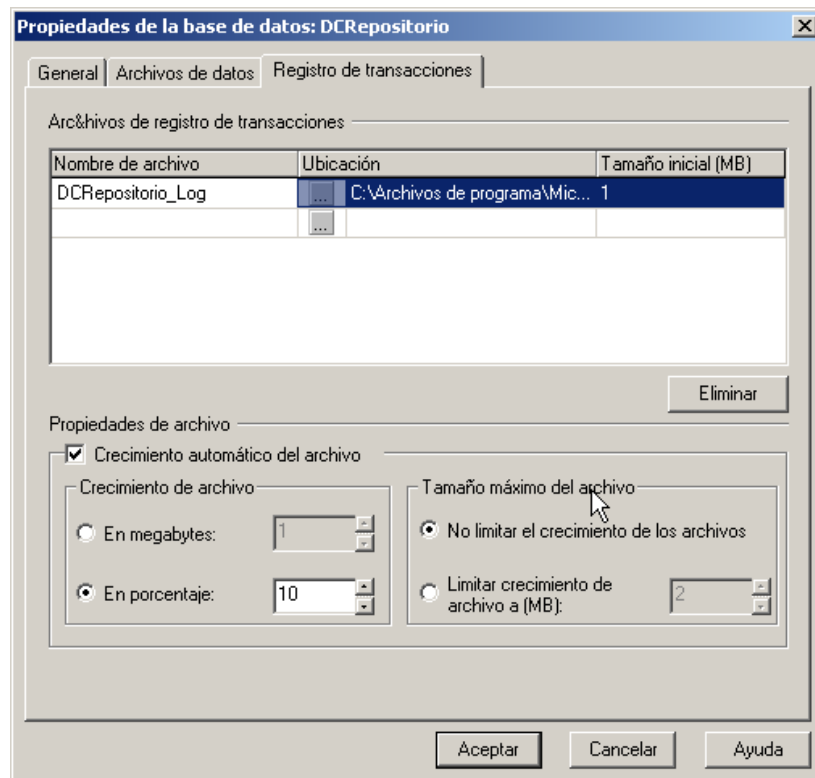 Propiedades de la base de datos: DCRepositorio
General Archivos de datos Registro de transacciones
Arc&hivos de registro de transacciones
Nombre de archivo Ubicación Tamaño inicial (MB)
DCRepositorio_Log ... C:\Archivos de programa\Mic... 1
...
Eliminar
Propiedades de archivo
Crecimiento automático del archivo
Crecimiento de archivo
En megabytes: 1
En porcentaje: 10
Tamaño máximo del archivo
No limitar el crecimiento de los archivos
Limitar crecimiento de
archivo a (MB): 2
Aceptar Cancelar Ayuda